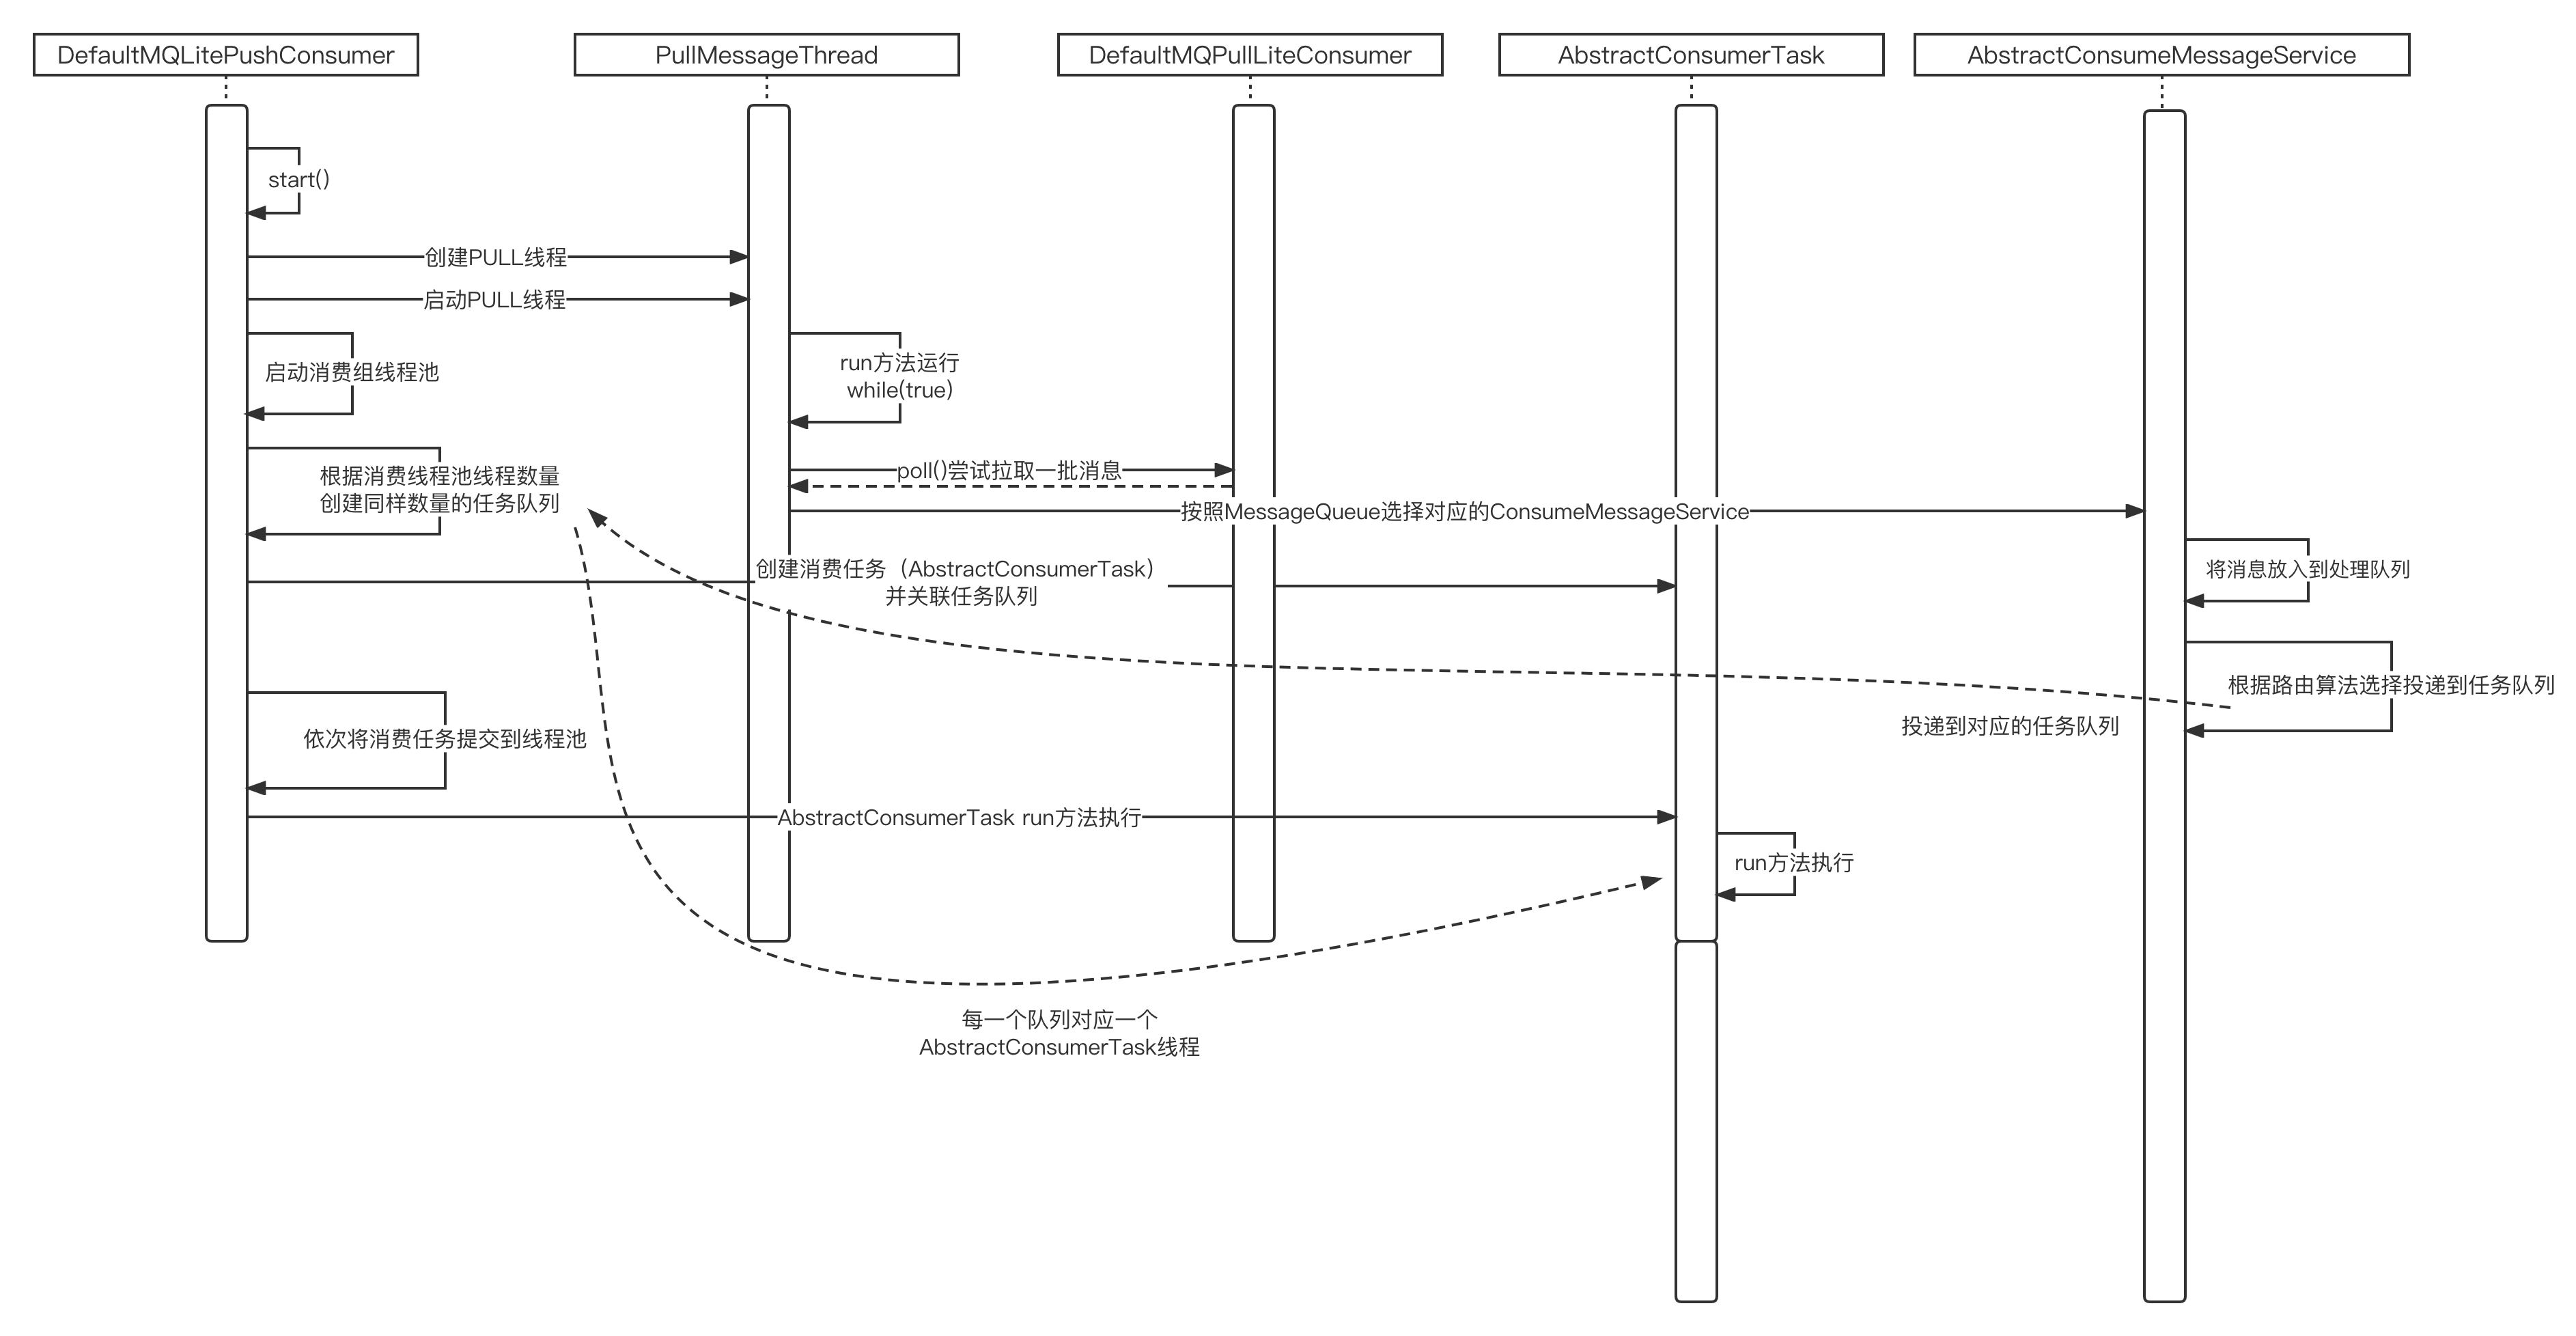 DefaultMQLitePushConsumer
PullMessageThread
DefaultMQPullLiteConsumer
AbstractConsumerTask
AbstractConsumeMessageService
start()
创建PULL线程
启动PULL线程
启动消费组线程池
run方法运行
while(true)
poll()尝试拉取一批消息
根据消费线程池线程数量
创建同样数量的任务队列
按照MessageQueue选择对应的ConsumeMessageService
创建消费任务（AbstractConsumerTask）
并关联任务队列
将消息放入到处理队列
根据路由算法选择投递到任务队列
投递到对应的任务队列
依次将消费任务提交到线程池
AbstractConsumerTask run方法执行
run方法执行
每一个队列对应一个
AbstractConsumerTask线程